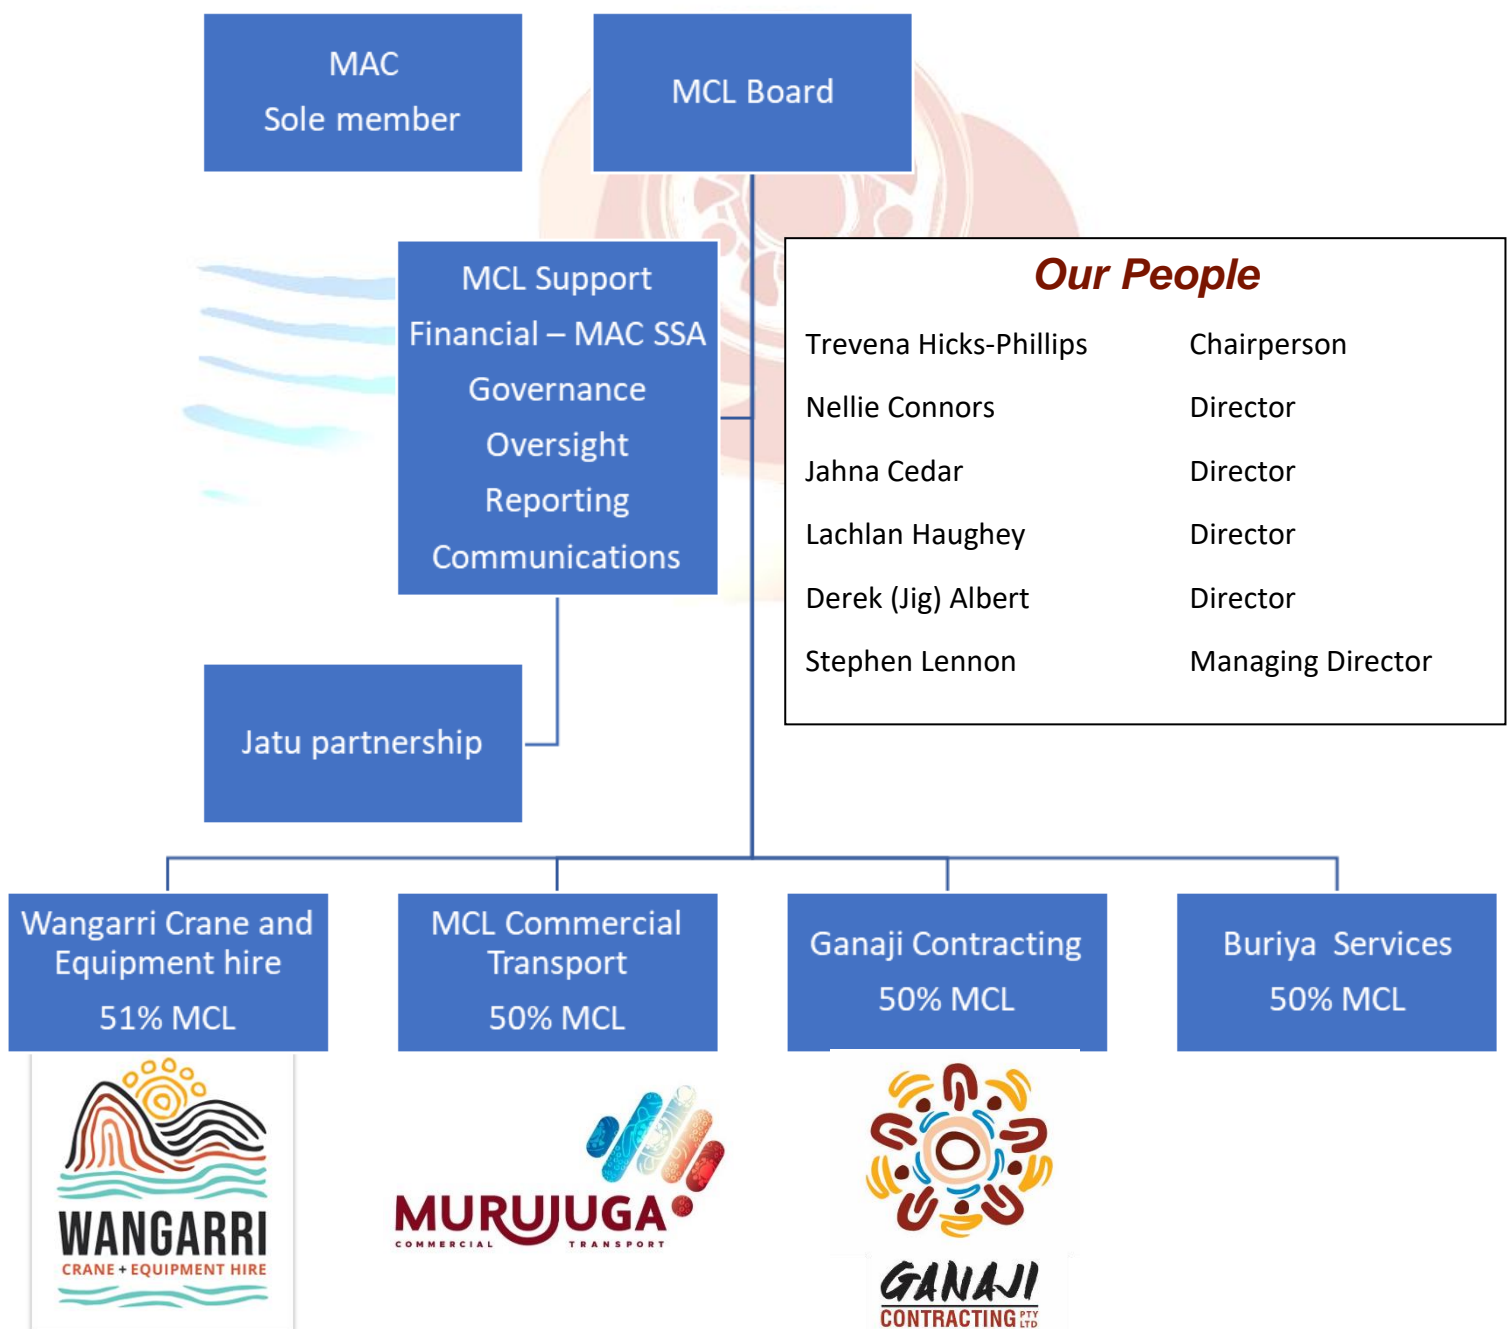 MAC
Sole member
MCL Board
MCL Support
Financial – MAC SSA
Governance
Oversight
Reporting
Communications
Our People
Trevena Hicks-Phillips Chairperson
Nellie Connors Director
Jahna Cedar Director
Lachlan Haughey Director
Derek (Jig) Albert Director
Stephen Lennon Managing Director
Jatu partnership
Wangarri Crane and
Equipment hire
51% MCL
MCL Commercial
Transport
50% MCL
Ganaji Contracting
50% MCL
Buriya Services
50% MCL
WANGARRI
CRANE + EQUIPMENT HIRE
MURUJUGA
COMMERCIAL TRANSPORT
GANAJI
CONTRACTING PTY
LTD